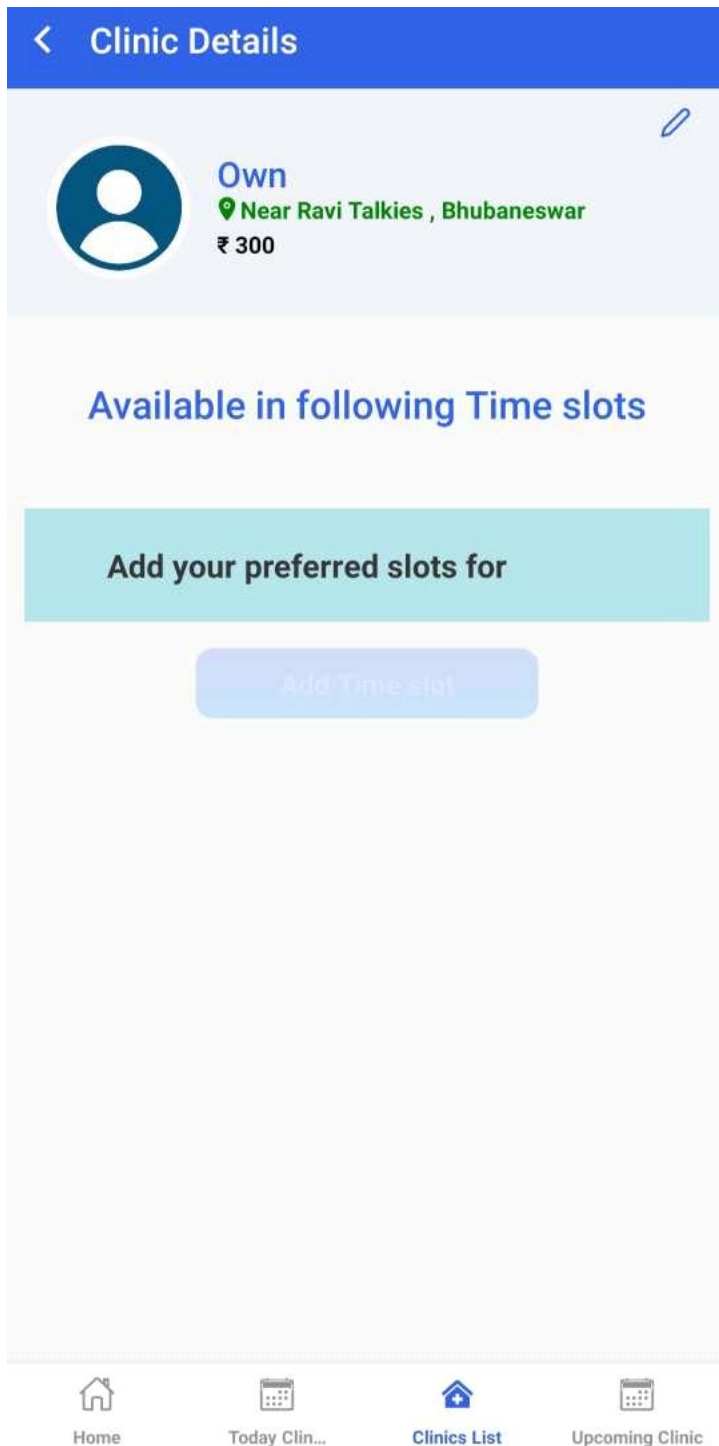 Clinic Details
Own
Near Ravi Talkies , Bhubaneswar
₹ 300
Available in following Time slots
Add your preferred slots for
Add Time slot
Home
Today Clin...
Clinics List
Upcoming Clinic